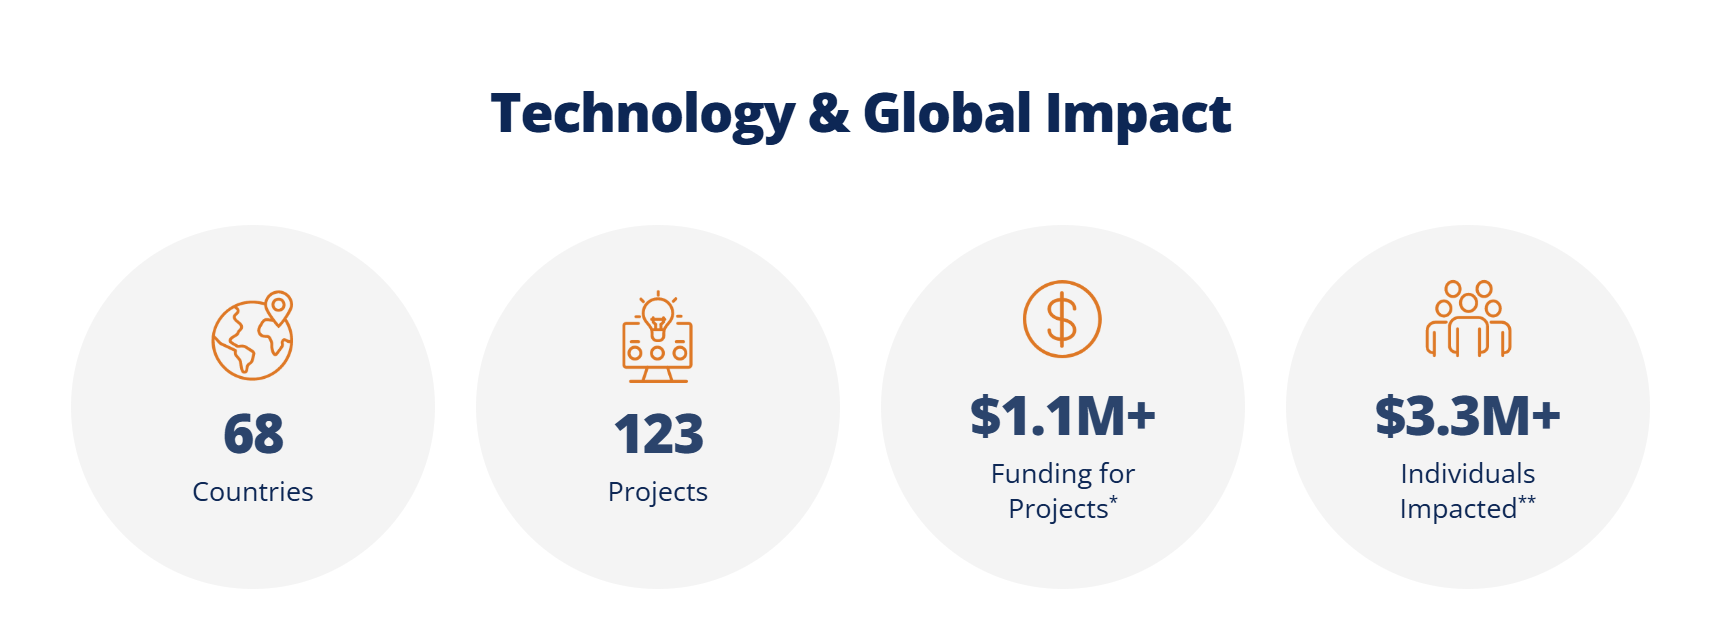 Technology & Global Impact
68
Countries
123
Projects
$1.1M+
Funding for
Projects*
$3.3M+
Individuals
Impacted**